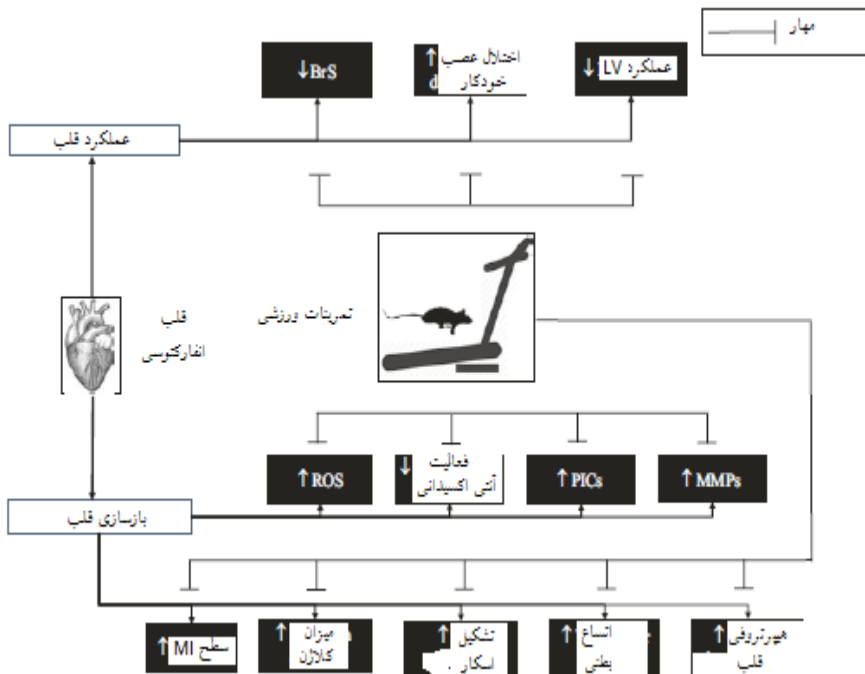 مهار
↓BrS
↑ اختلال عصب
d خودکار
↓ عملکرد LV
عملکرد قلب
تمرینات ورزشی
قلب
انفارکتوسی
↑ROS
↓ فعالیت
آنتی اکسیدانی
↑PICs
↑MMPs
بازسازی قلب
↑ سطح MI
↑ میزان
کلاژن
↑ تشکیل
اسکار .
↑ اتساع
بطنی
↑ هیپرتروفی
قلب